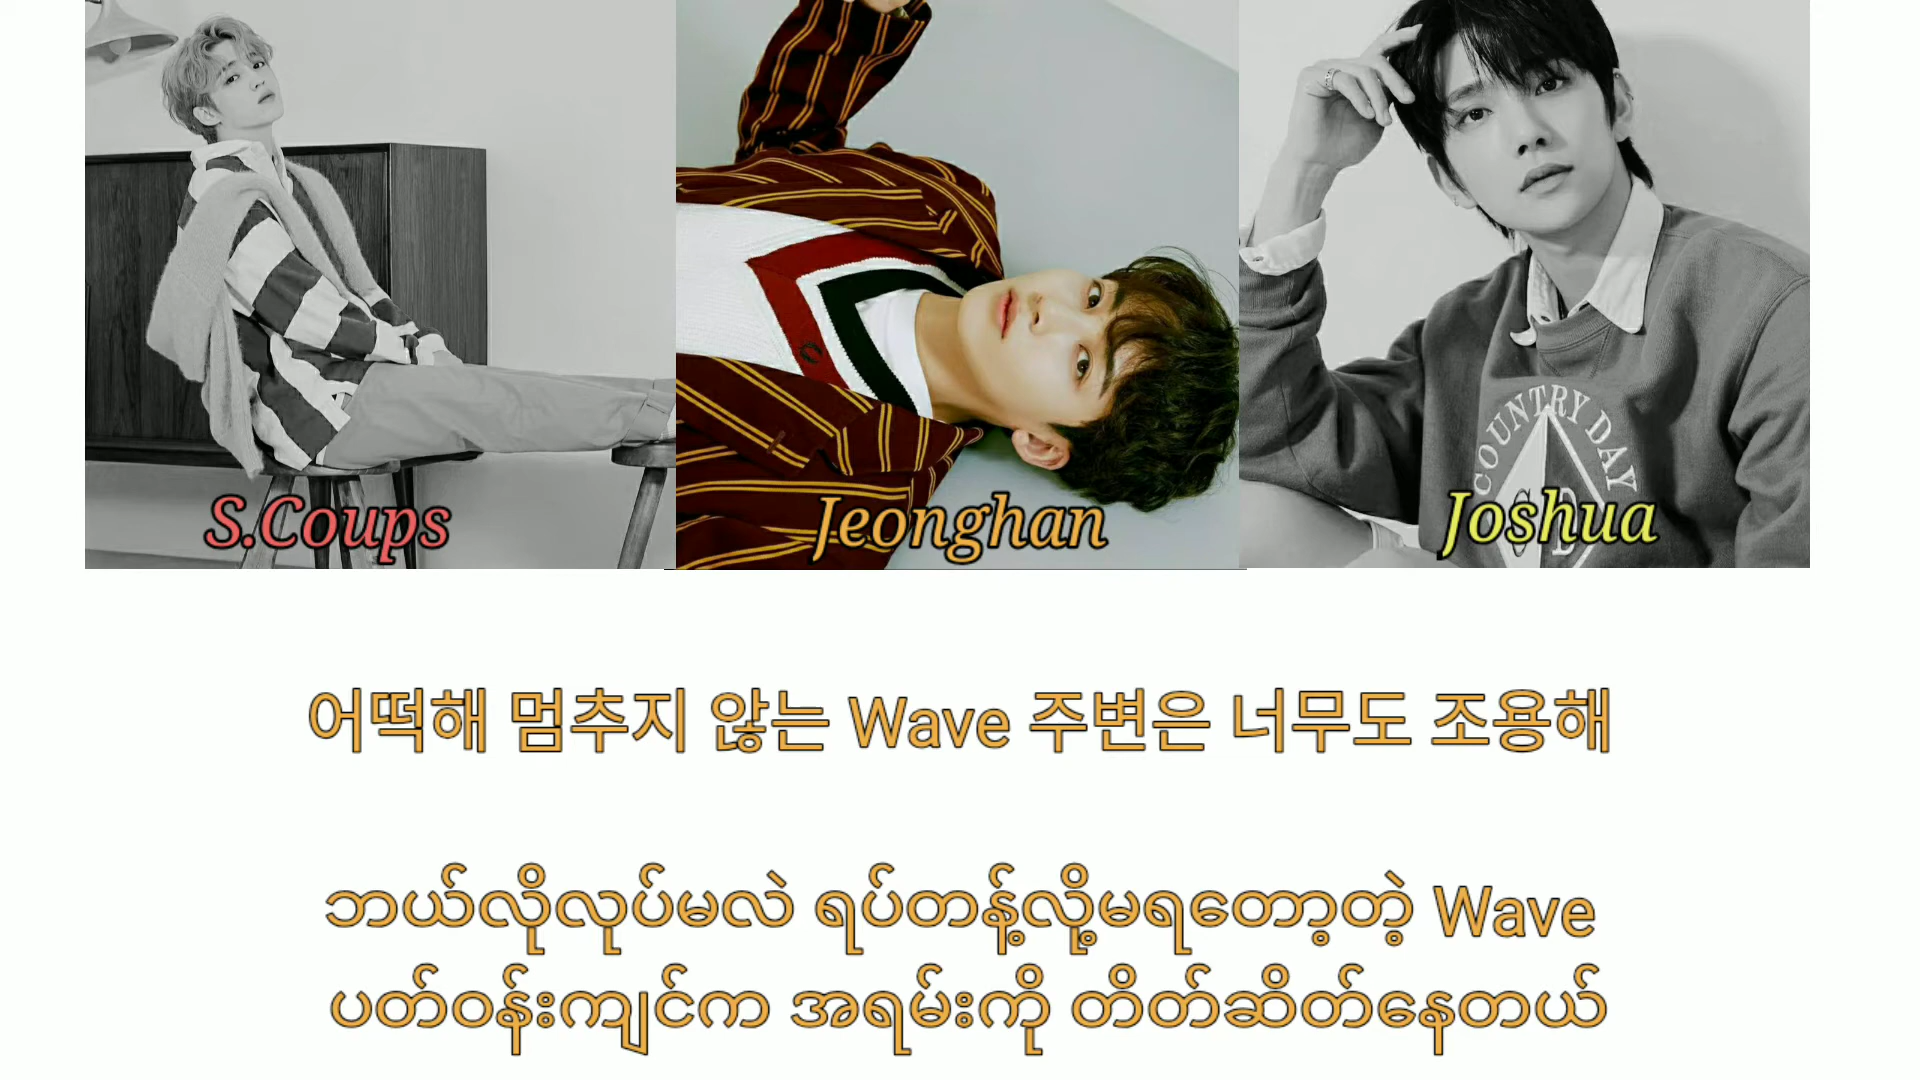 S.Coups
Jeonghan
Joshua
COUNTRY DAY
어떡해 멈추지 않는 Wave 주변은 너무도 조용해
ဘယ်လိုလုပ်မလဲ ရပ်တန့်လို့မရတော့တဲ့ Wave
ပတ်ဝန်းကျင်က အရမ်းကို တိတ်ဆိတ်နေတယ်